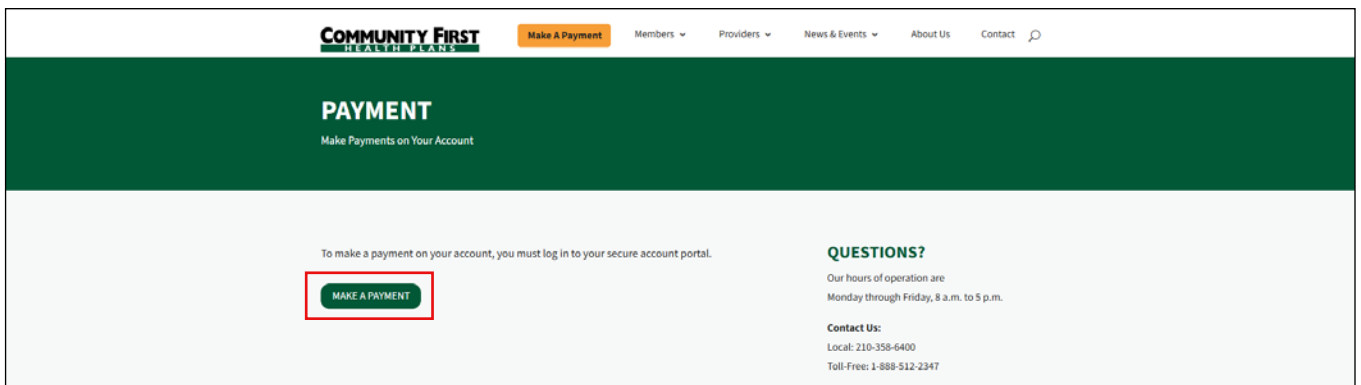 COMMUNITY FIRST
HEALTH PLANS
Make A Payment
Members
Providers
News & Events
About Us
Contact
PAYMENT
Make Payments on Your Account
To make a payment on your account, you must log in to your secure account portal.
MAKE A PAYMENT
QUESTIONS?
Our hours of operation are
Monday through Friday, 8 a.m. to 5 p.m.
Contact Us:
Local: 210-358-6400
Toll-Free: 1-888-512-2347